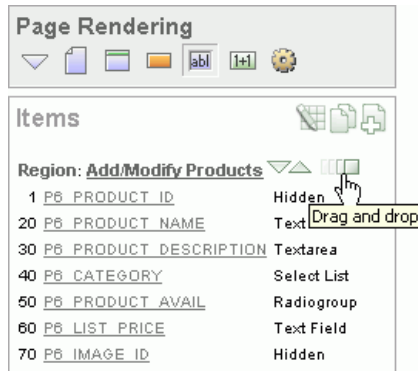 Page Rendering
abl 1+1
Items
Region: Add/Modify Products
1 P6_PRODUCT_ID Hidden
Drag and drop
20 P6_PRODUCT_NAME Text
30 P6_PRODUCT_DESCRIPTION Textarea
40 P6_CATEGORY Select List
50 P6_PRODUCT_AVAIL Radiogroup
60 P6_LIST_PRICE Text Field
70 P6_IMAGE_ID Hidden